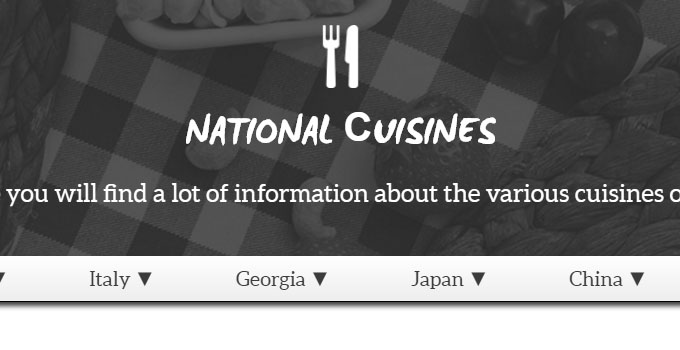 NATIONAL CUISINES
you will find a lot of information about the various cuisines
Italy ▼ Georgia ▼ Japan ▼ China ▼